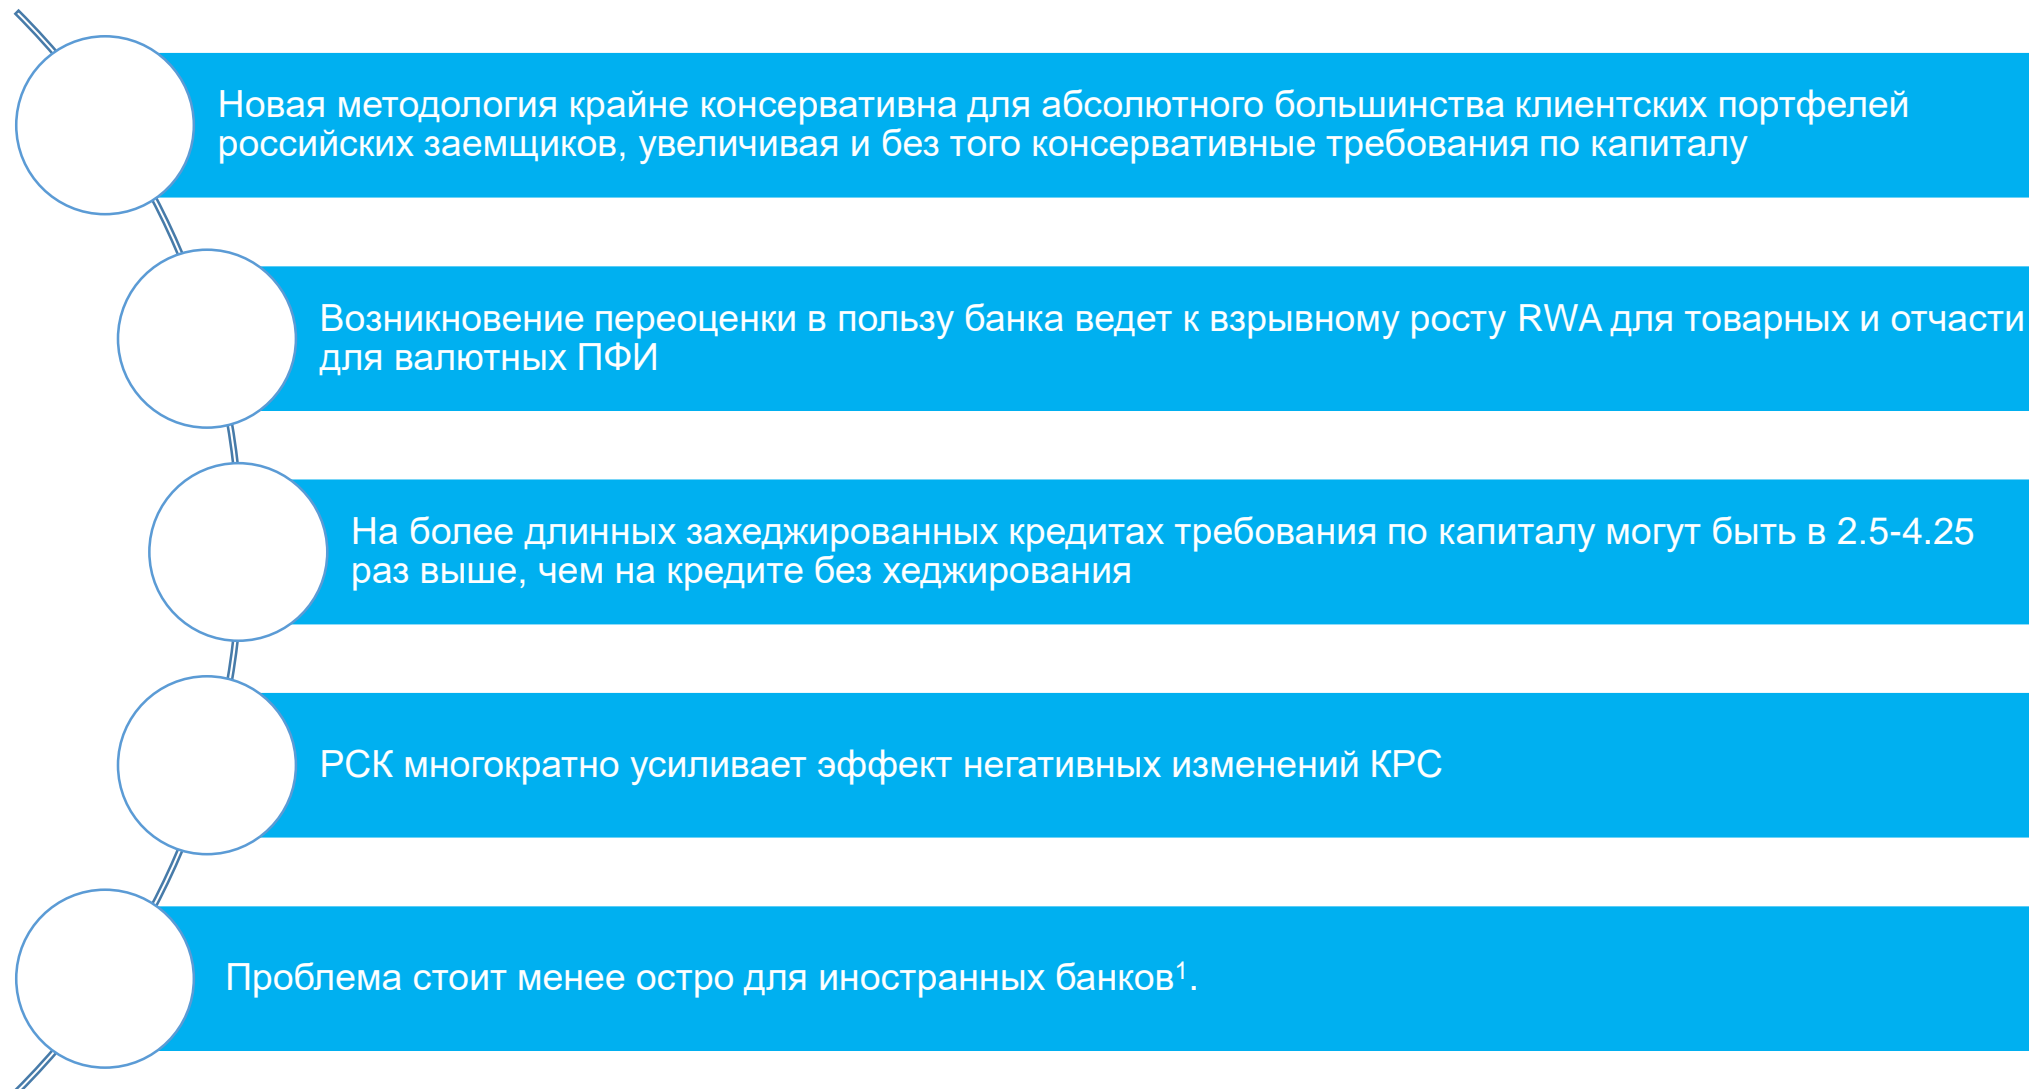 Новая методология крайне консервативна для абсолютного большинства клиентских портфелей
российских заемщиков, увеличивая и без того консервативные требования по капиталу
Возникновение переоценки в пользу банка ведет к взрывному росту RWA для товарных и отчасти
для валютных ПФИ
На более длинных захеджированных кредитах требования по капиталу могут быть в 2.5-4.25
раз выше, чем на кредите без хеджирования
РСК многократно усиливает эффект негативных изменений КРС
Проблема стоит менее остро для иностранных банков¹.